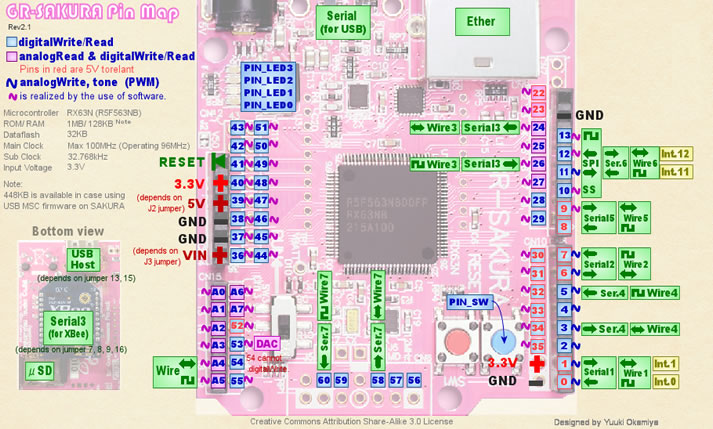 GR-SAKURA Pin Map
Rev2.1
digitalWrite/Read
analogRead & digitalWrite/Read
Pins in red are 5V torelant
analogWrite, tone (PWM)
is realized by the use of software.
Microcontroller RX63N (R5F563NB)
ROM/ RAM 1MB/ 128KB Note
Dataflash 32KB
Main Clock Max 100MHz (Operating 96MHz)
Sub Clock 32.768kHz
Input Voltage 3.3V
Note:
448KB is available in case using
USB MSC firmware on SAKURA
Bottom view
USB
Host
(depends on jumper 13, 15)
Serial3
(for XBee)
(depends on jumper 7, 8, 9, 16)
μSD
Serial
(for USB)
Ether
PIN_LED3
PIN_LED2
PIN_LED1
PIN_LED0
43 51
42 50
RESET 41 49
3.3V 40 48
5V 39 47
(depends on
J2 jumper)
GND 38 46
GND 37 45
VIN 36 44
(depends on
J3 jumper)
CN15
A0 A6
A1 A7
A2 52
A3 53 DAC
A4 54
A5 55
54 cannot
digitalWrite
Wire
R5F563NBDDFP
RX63N
215A100
GR-SAKURA
Wire7
Ser.7
Wire7
Ser.7
60 59 58 57 56
PIN_SW
RESET
22
23
Wire3 Serial3 24
25
Wire3 Serial3 26
27
28
29
30
31
32
33
34
35
3.3V
GND
GND
13
12
11
10 SS
SPI Ser.6 Wire6 Int.12
Int.11
9
8
Serial5 Wire5
7
6
Serial2 Wire2
5 Ser.4 Wire4
4
3 Ser.4 Wire4
2
1
0
Serial1 Wire1 Int.1
Int.0
Creative Commons Attribution Share-Alike 3.0 License
Designed by Yuuki Okamiya